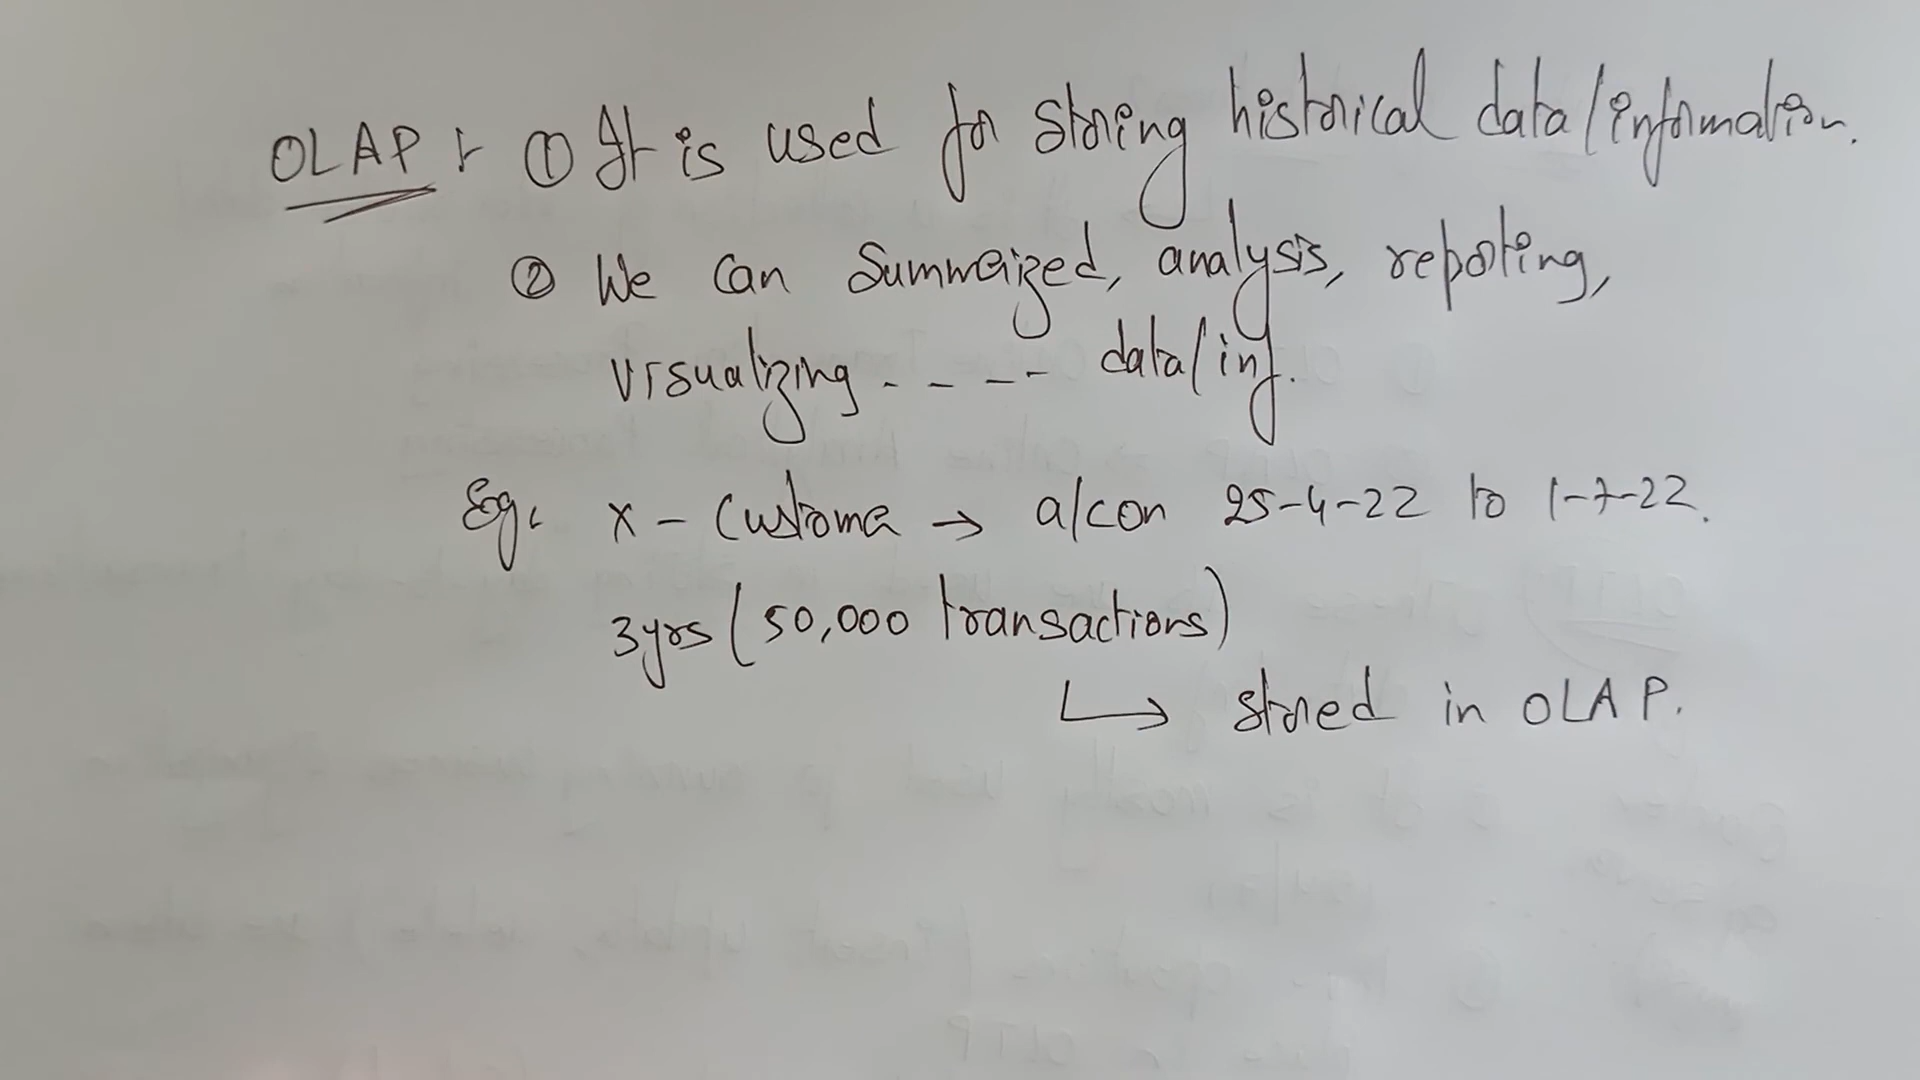 OLAP :- ① It is used for storing historical data/information.
② We can Summerized, analysis, reporting,
visualizing - - - - data/inf.
Eg: X - Customer → a/c on 25-4-22 to 1-7-22.
3yrs (50,000 transactions)
↳ stored in OLAP.